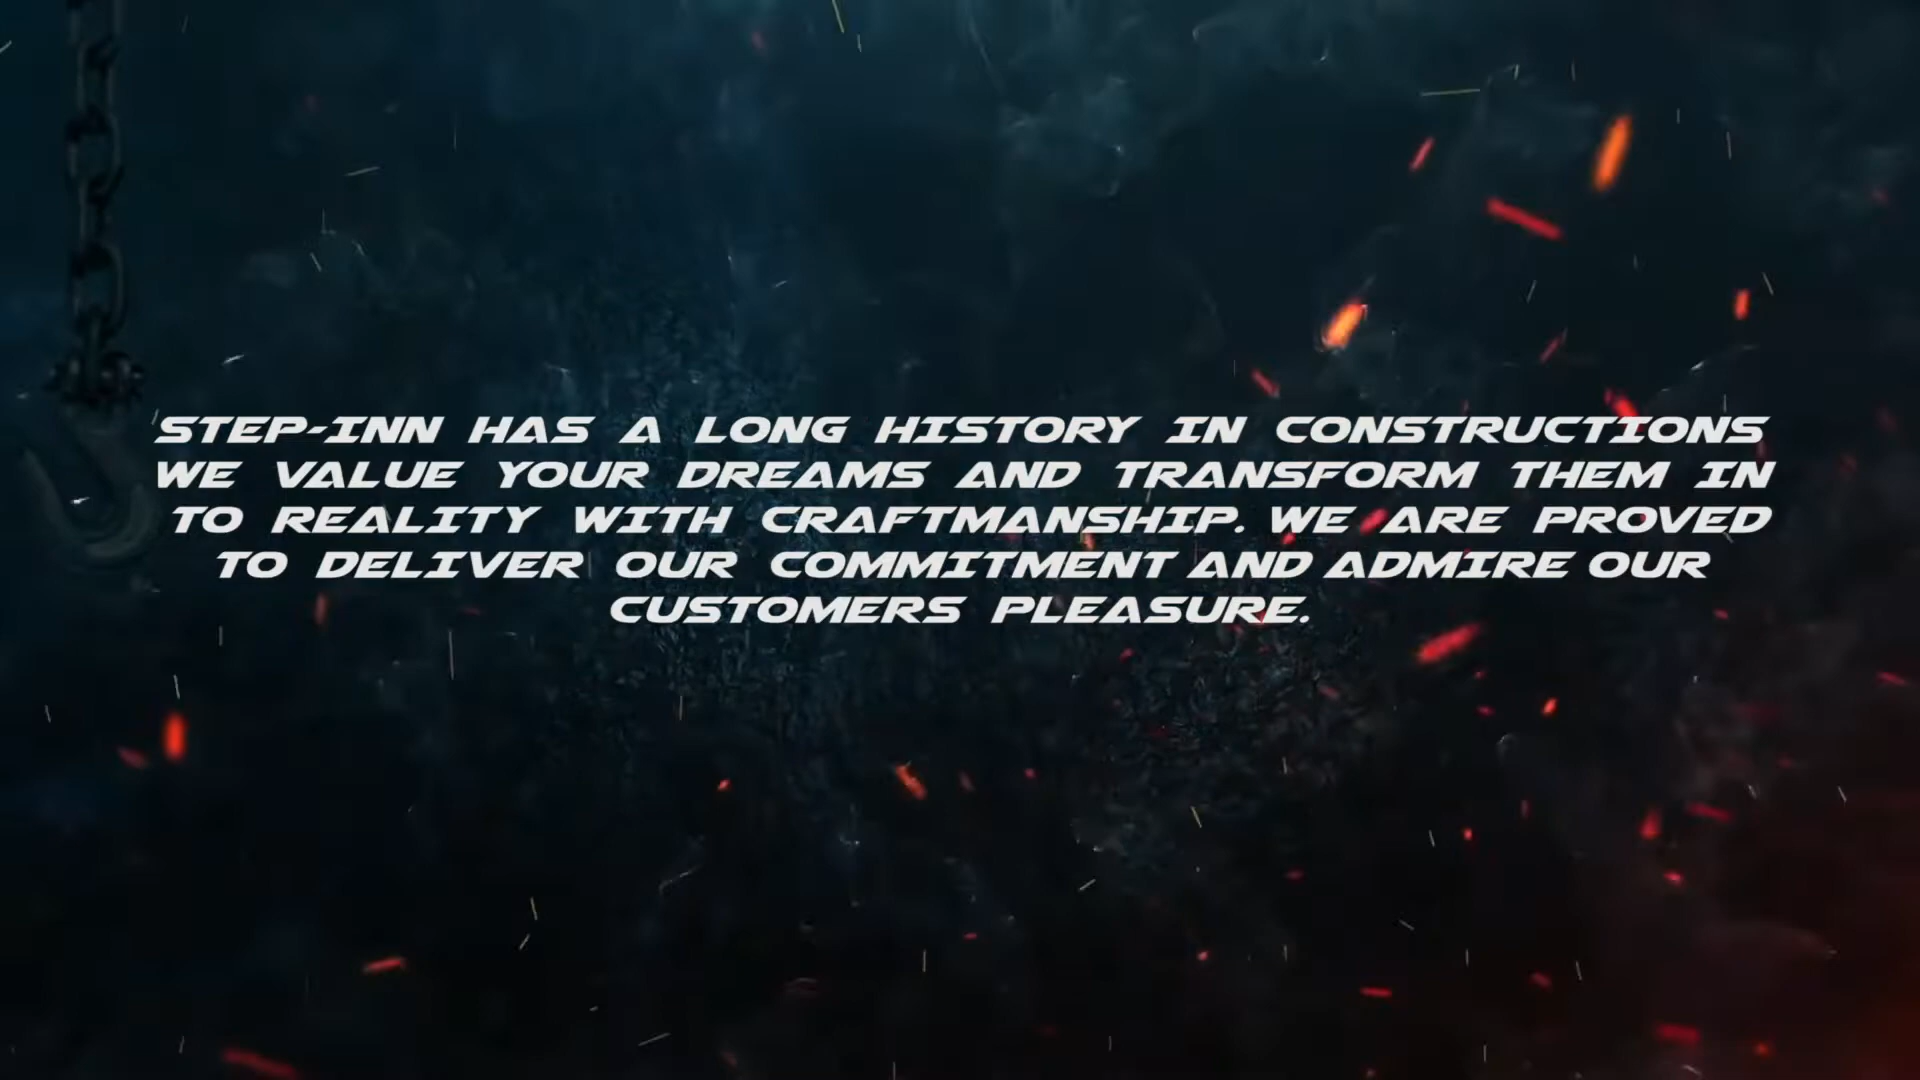 STEP-INN HAS A LONG HISTORY IN CONSTRUCTIONS
WE VALUE YOUR DREAMS AND TRANSFORM THEM IN
TO REALITY WITH CRAFTMANSHIP. WE ARE PROVED
TO DELIVER OUR COMMITMENT AND ADMIRE OUR
CUSTOMERS PLEASURE.